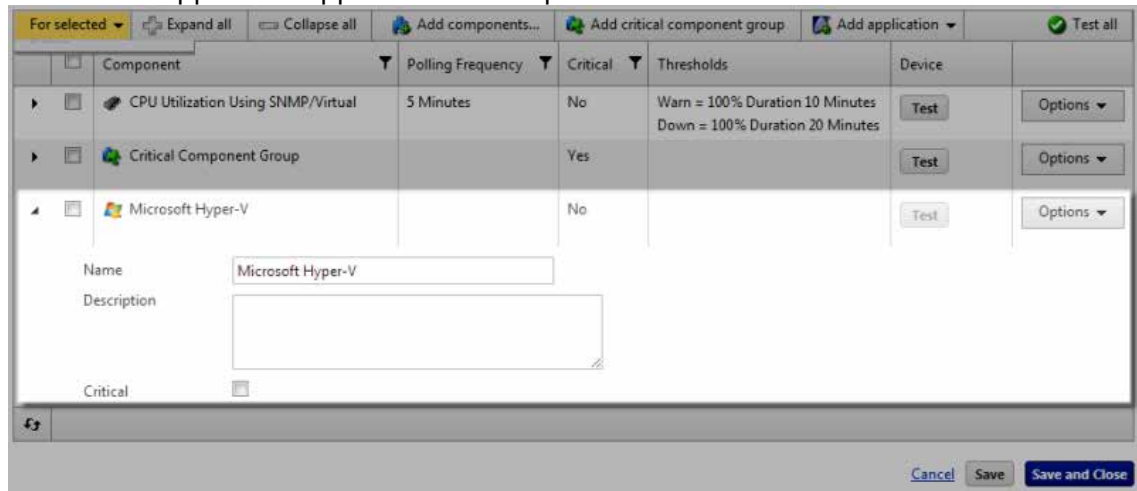 For selected Expand all Collapse all Add components... Add critical component group Add application Test all
Component Polling Frequency Critical Thresholds Device
CPU Utilization Using SNMP/Virtual 5 Minutes No Warn = 100% Duration 10 Minutes Test Options
Down = 100% Duration 20 Minutes
Critical Component Group Yes Test Options
Microsoft Hyper-V No Test Options
Name Microsoft Hyper-V
Description
Critical
Cancel Save Save and Close